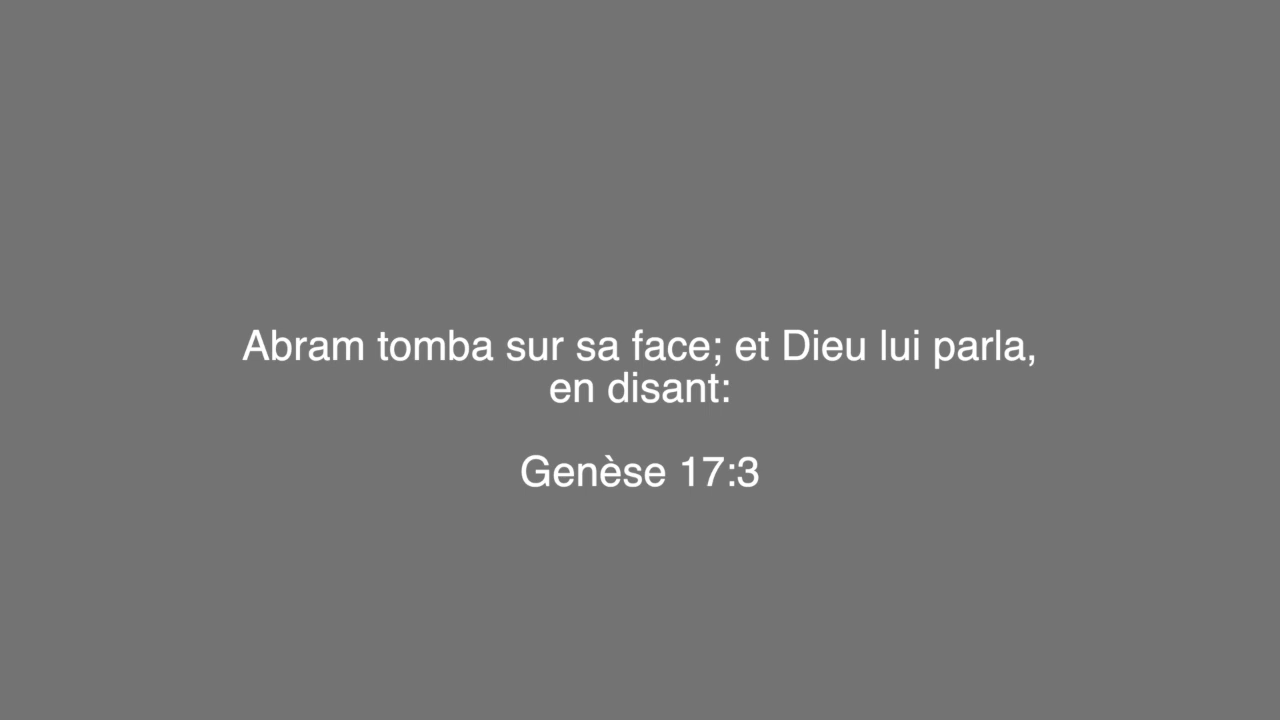 Abram tomba sur sa face; et Dieu lui parla,
en disant:
Genèse 17:3